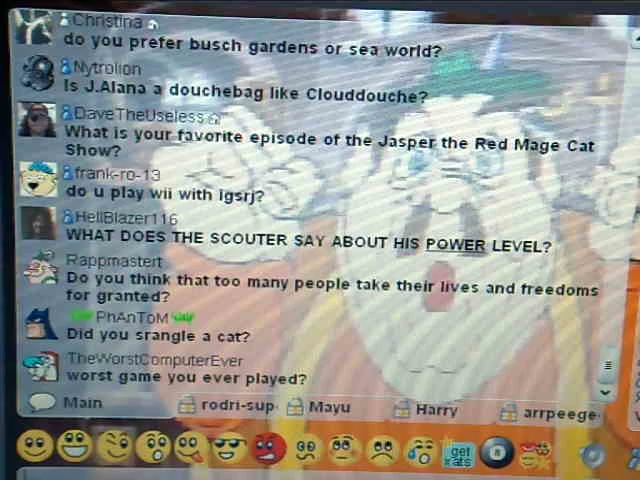 Christina
do you prefer busch gardens or sea world?
Nytrolion
Is J.Alana a douchebag like Clouddouche?
DaveTheUseless
What is your favorite episode of the Jasper the Red Mage Cat
Show?
frank-ro-13
do u play wii with lgsrj?
HellBlazer116
WHAT DOES THE SCOUTER SAY ABOUT HIS POWER LEVEL?
Rappmastert
Do you think that too many people take their lives and freedoms
for granted?
PhAnToM
Did you srangle a cat?
TheWorstComputerEver
worst game you ever played?
Main rodri-sup Mayu Harry arrpeege
get
xats
8